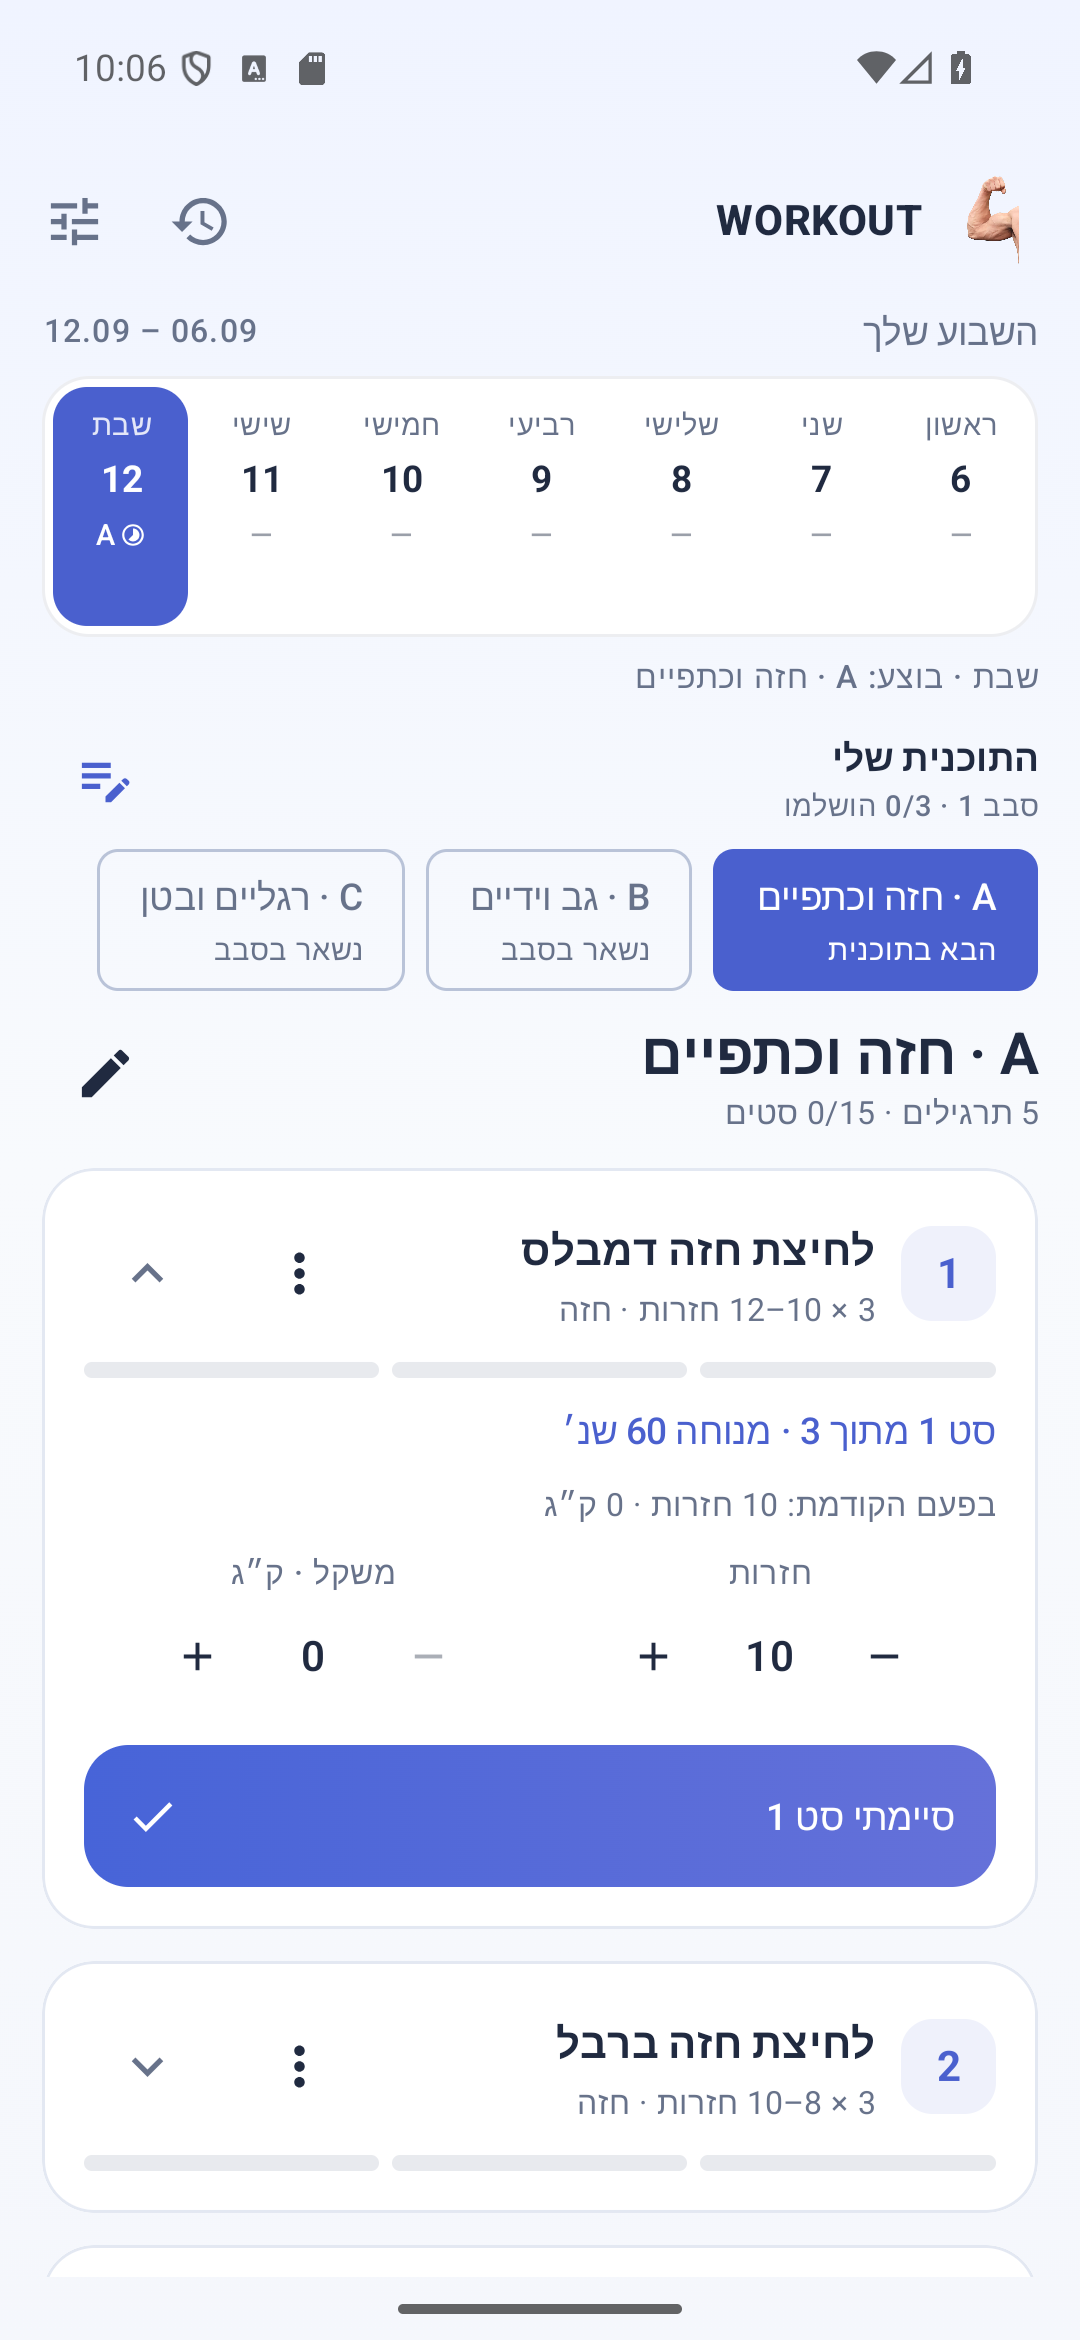 10:06
WORKOUT
השבוע שלך
12.09 – 06.09
ראשון
6
–
שני
7
–
שלישי
8
–
רביעי
9
–
חמישי
10
–
שישי
11
–
שבת
12
A
שבת · בוצע: A · חזה וכתפיים
התוכנית שלי
סבב 1 · 0/3 הושלמו
A · חזה וכתפיים
הבא בתוכנית
B · גב וידיים
נשאר בסבב
C · רגליים ובטן
נשאר בסבב
A · חזה וכתפיים
5 תרגילים · 0/15 סטים
1
לחיצת חזה דמבלס
3 × 10–12 חזרות · חזה
סט 1 מתוך 3 · מנוחה 60 שנ׳
בפעם הקודמת: 10 חזרות · 0 ק״ג
חזרות
משקל · ק״ג
− 10 +
− 0 +
סיימתי סט 1
2
לחיצת חזה ברבל
3 × 8–10 חזרות · חזה